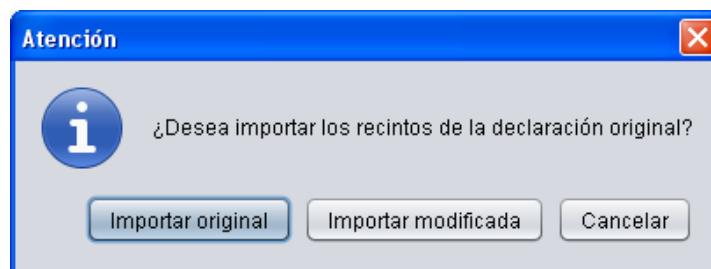 Atención
¿Desea importar los recintos de la declaración original?
Importar original Importar modificada Cancelar